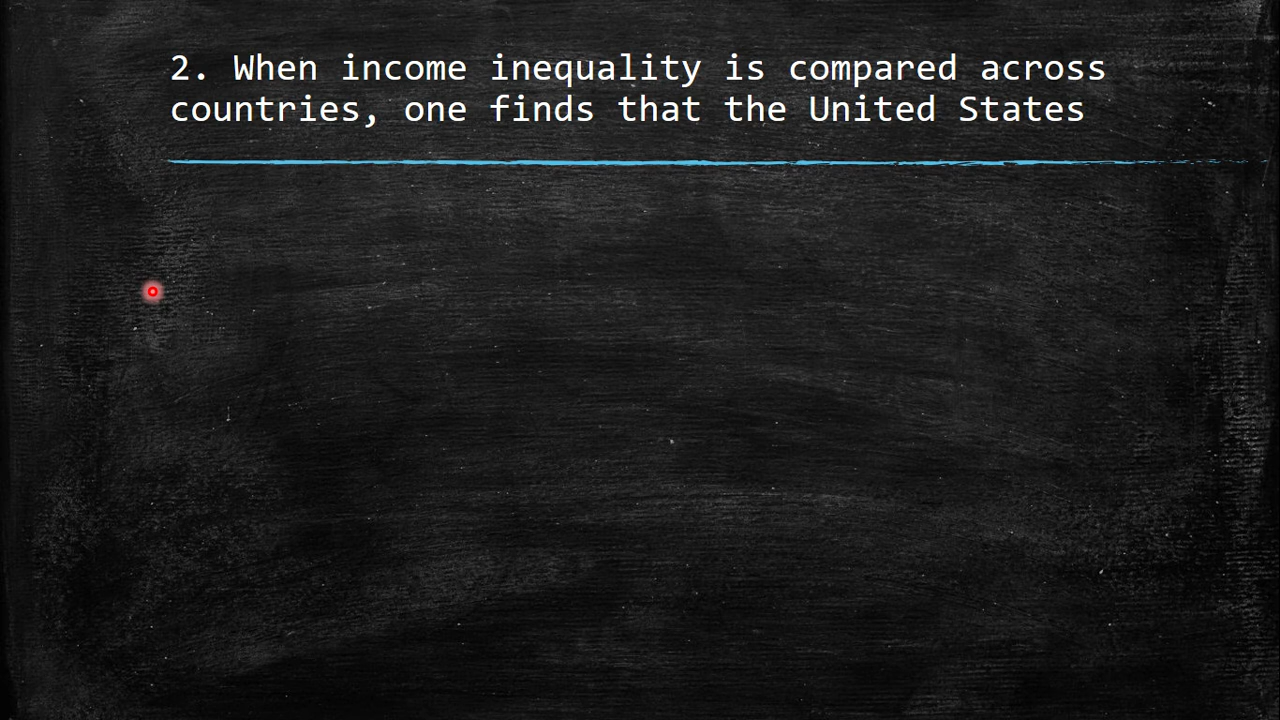 2. When income inequality is compared across
countries, one finds that the United States